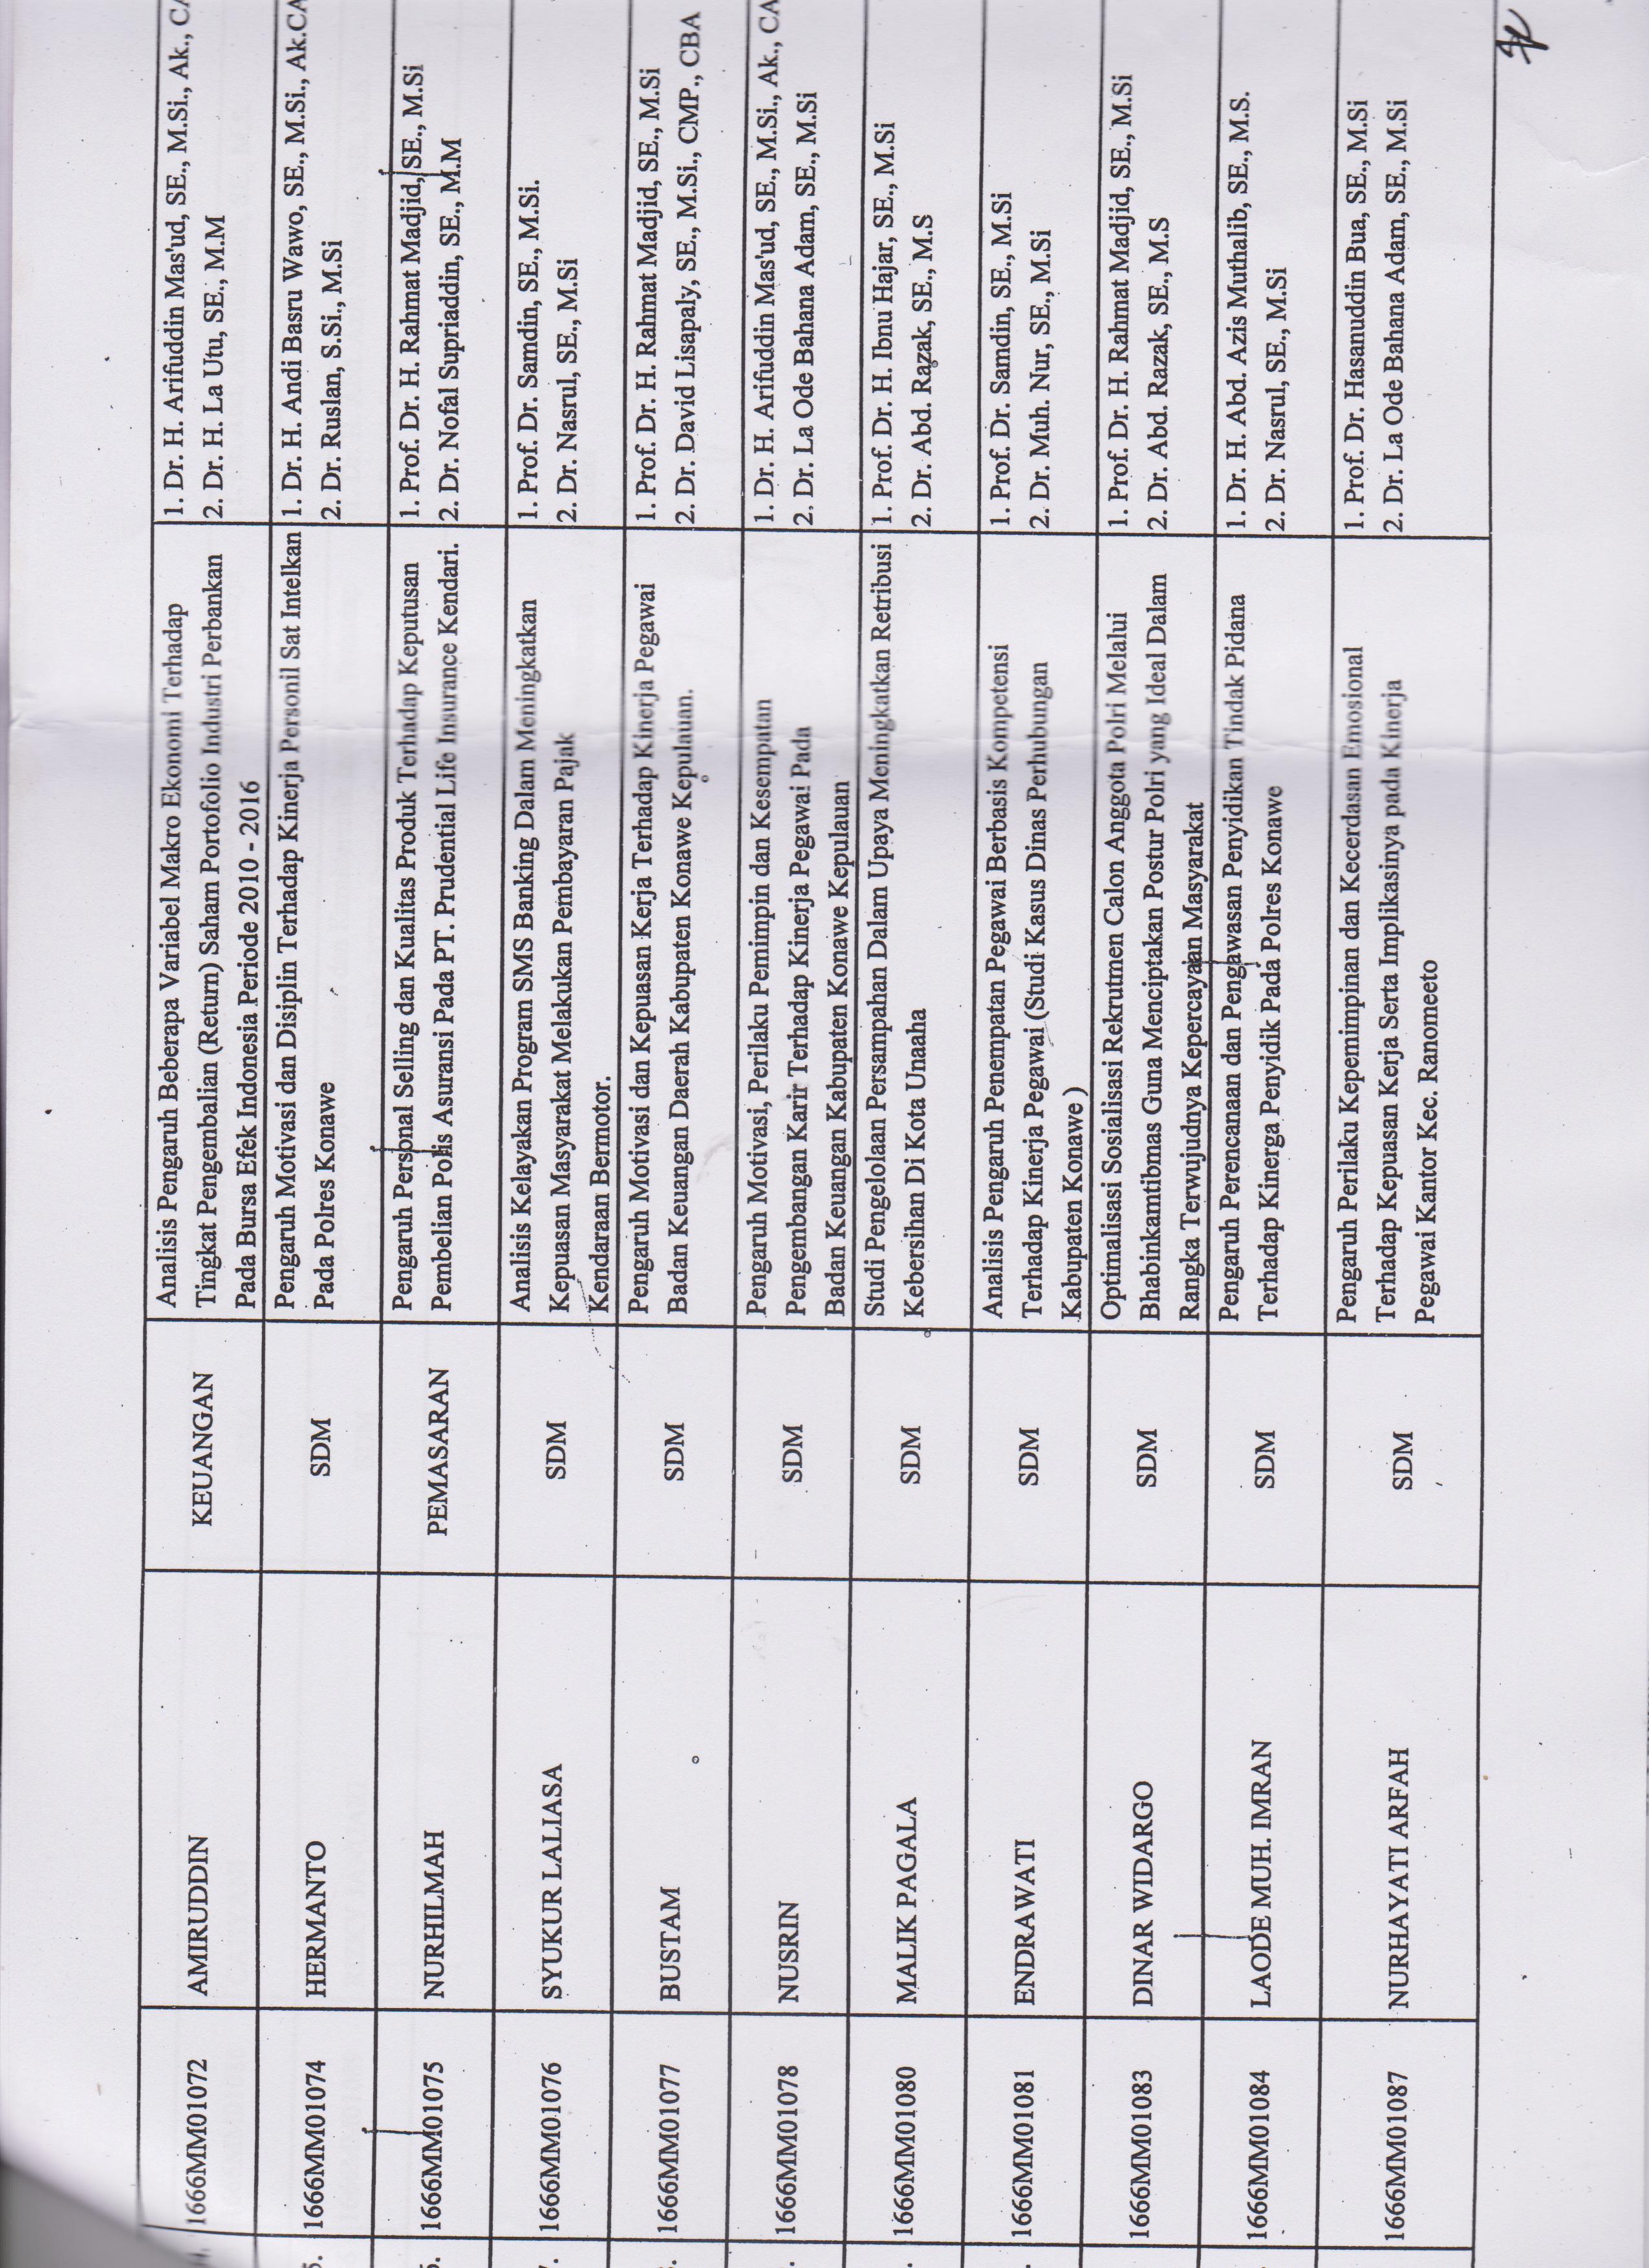 4. 1666MM01072 AMIRUDDIN KEUANGAN Analisis Pengaruh Beberapa Variabel Makro Ekonomi Terhadap 1. Dr. H. Arifuddin Mas'ud, SE., M.Si., Ak., CA
Tingkat Pengembalian (Return) Saham Portofolio Industri Perbankan 2. Dr. H. La Utu, SE., M.M
Pada Bursa Efek Indonesia Periode 2010 - 2016
5. 1666MM01074 HERMANTO SDM Pengaruh Motivasi dan Disiplin Terhadap Kinerja Personil Sat Intelkan 1. Dr. H. Andi Basru Wawo, SE., M.Si., Ak.CA
Pada Polres Konawe 2. Dr. Ruslan, S.Si., M.Si
6. 1666MM01075 NURHILMAH PEMASARAN Pengaruh Personal Selling dan Kualitas Produk Terhadap Keputusan 1. Prof. Dr. H. Rahmat Madjid, SE., M.Si
Pembelian Polis Asuransi Pada PT. Prudential Life Insurance Kendari. 2. Dr. Nofal Supriaddin, SE., M.M
7. 1666MM01076 SYUKUR LALIASA SDM Analisis Kelayakan Program SMS Banking Dalam Meningkatkan 1. Prof. Dr. Samdin, SE., M.Si.
Kepuasan Masyarakat Melakukan Pembayaran Pajak 2. Dr. Nasrul, SE., M.Si
Kendaraan Bermotor.
1666MM01077 BUSTAM SDM Pengaruh Motivasi dan Kepuasan Kerja Terhadap Kinerja Pegawai 1. Prof. Dr. H. Rahmat Madjid, SE., M.Si
Badan Keuangan Daerah Kabupaten Konawe Kepulauan. 2. Dr. David Lisapaly, SE., M.Si., CMP., CBA
1666MM01078 NUSRIN SDM Pengaruh Motivasi, Perilaku Pemimpin dan Kesempatan 1. Dr. H. Arifuddin Mas'ud, SE., M.Si., Ak., CA
Pengembangan Karir Terhadap Kinerja Pegawai Pada 2. Dr. La Ode Bahana Adam, SE., M.Si
Badan Keuangan Kabupaten Konawe Kepulauan
1666MM01080 MALIK PAGALA SDM Studi Pengelolaan Persampahan Dalam Upaya Meningkatkan Retribusi 1. Prof. Dr. H. Ibnu Hajar, SE., M.Si
Kebersihan Di Kota Unaaha 2. Dr. Abd. Razak, SE., M.S
1666MM01081 ENDRAWATI SDM Analisis Pengaruh Penempatan Pegawai Berbasis Kompetensi 1. Prof. Dr. Samdin, SE., M.Si
Terhadap Kinerja Pegawai (Studi Kasus Dinas Perhubungan 2. Dr. Muh. Nur, SE., M.Si
Kabupaten Konawe )
1666MM01083 DINAR WIDARGO SDM Optimalisasi Sosialisasi Rekrutmen Calon Anggota Polri Melalui 1. Prof. Dr. H. Rahmat Madjid, SE., M.Si
Bhabinkamtibmas Guna Menciptakan Postur Polri yang Ideal Dalam 2. Dr. Abd. Razak, SE., M.S
Rangka Terwujudnya Kepercayaan Masyarakat
1666MM01084 LAODE MUH. IMRAN SDM Pengaruh Perencanaan dan Pengawasan Penyidikan Tindak Pidana 1. Dr. H. Abd. Azis Muthalib, SE., M.S.
Terhadap Kinerga Penyidik Pada Polres Konawe 2. Dr. Nasrul, SE., M.Si
1666MM01087 NURHAYATI ARFAH SDM Pengaruh Perilaku Kepemimpinan dan Kecerdasan Emosional 1. Prof. Dr. Hasanuddin Bua, SE., M.Si
Terhadap Kepuasan Kerja Serta Implikasinya pada Kinerja 2. Dr. La Ode Bahana Adam, SE., M.Si
Pegawai Kantor Kec. Ranomeeto